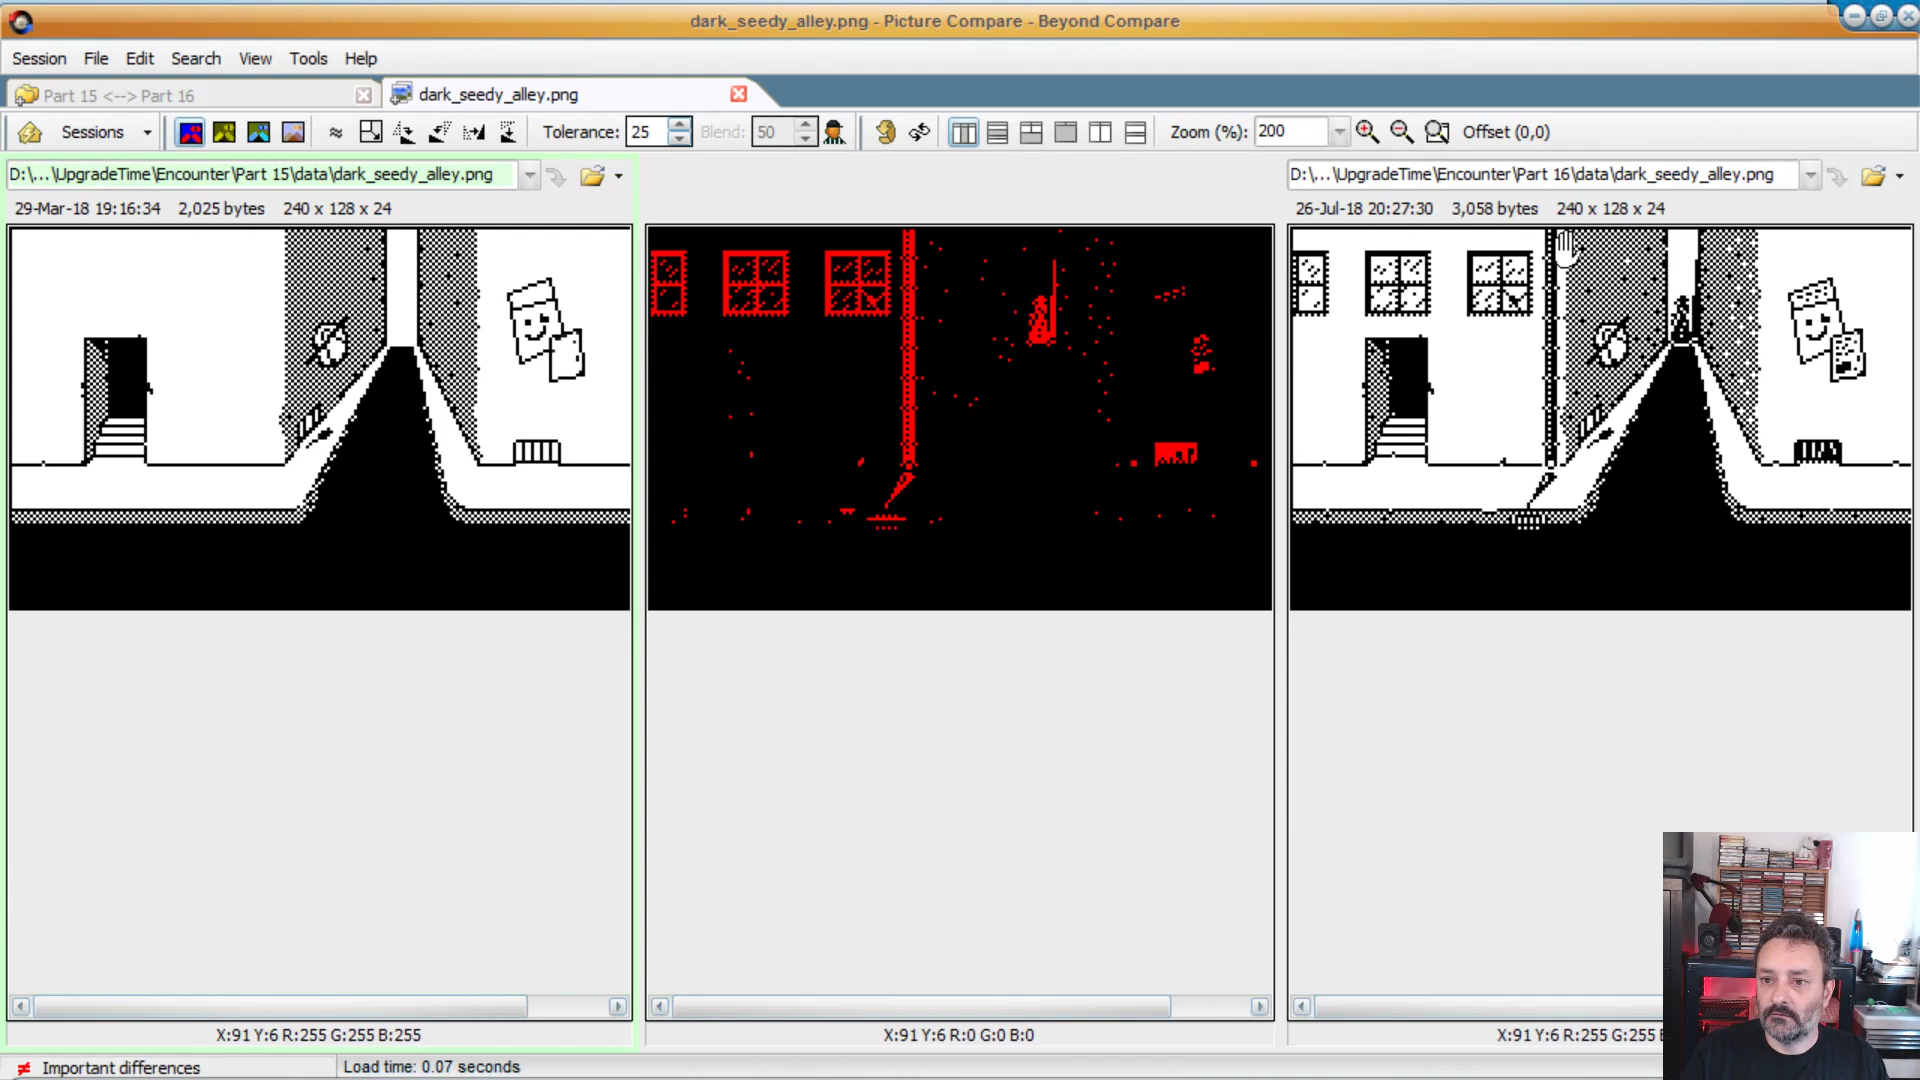 dark_seedy_alley.png - Picture Compare - Beyond Compare
Session File Edit Search View Tools Help
Part 15 <--> Part 16 dark_seedy_alley.png
Sessions Tolerance: 25 Blend: 50 Zoom (%): 200 Offset (0,0)
D:\...\UpgradeTime\Encounter\Part 15\data\dark_seedy_alley.png D:\...\UpgradeTime\Encounter\Part 16\data\dark_seedy_alley.png
29-Mar-18 19:16:34 2,025 bytes 240 x 128 x 24 26-Jul-18 20:27:30 3,058 bytes 240 x 128 x 24
X:91 Y:6 R:255 G:255 B:255 X:91 Y:6 R:0 G:0 B:0 X:91 Y:6 R:255 G:255
Important differences Load time: 0.07 seconds